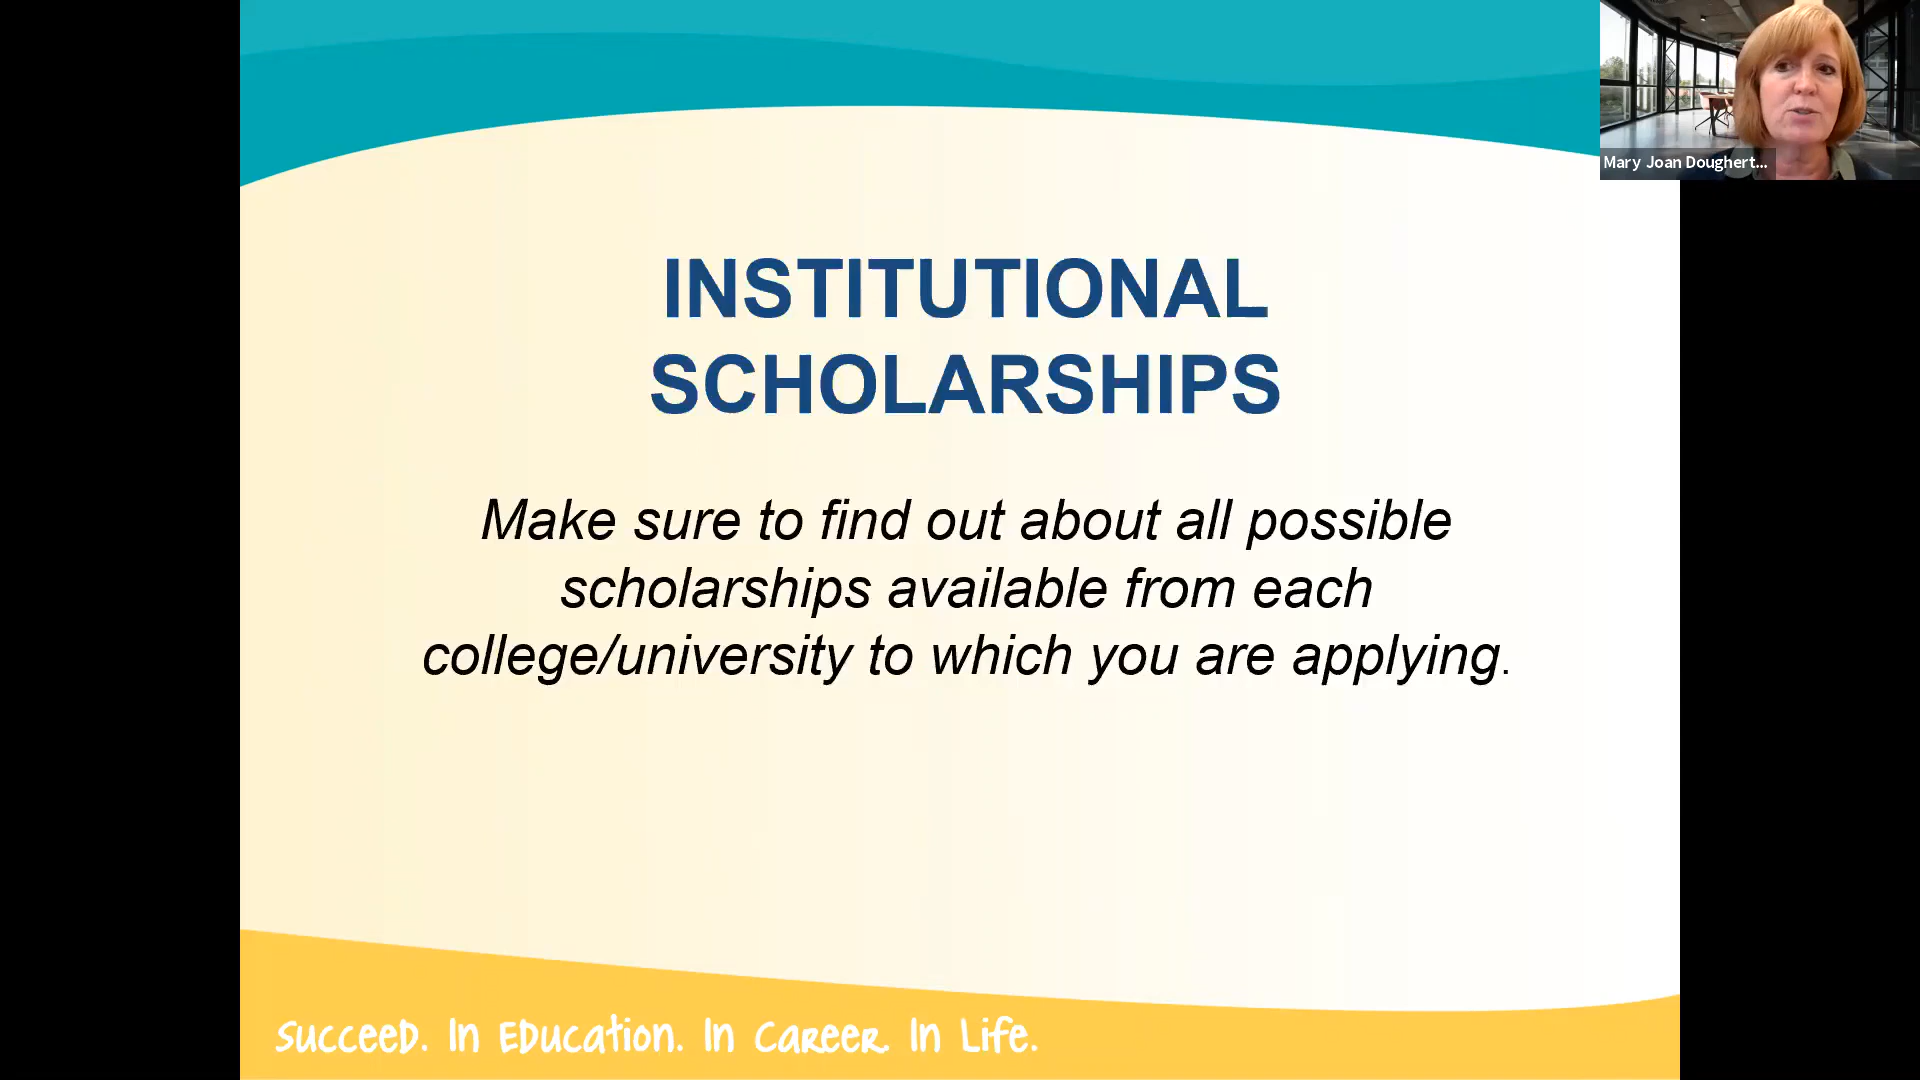 INSTITUTIONAL
SCHOLARSHIPS
Make sure to find out about all possible
scholarships available from each
college/university to which you are applying.
Mary Joan Doughert...
Succeed. In Education. In Career. In Life.